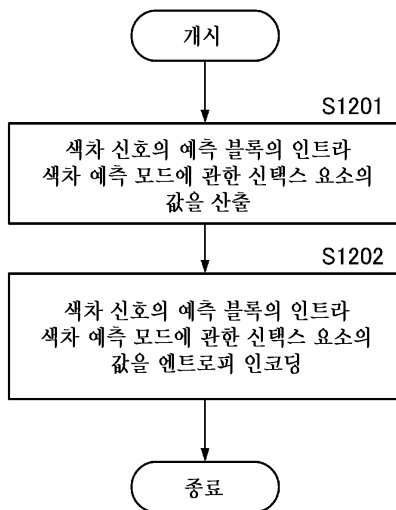 개시
S1201
색차 신호의 예측 블록의 인트라
색차 예측 모드에 관한 신택스 요소의
값을 산출
S1202
색차 신호의 예측 블록의 인트라
색차 예측 모드에 관한 신택스 요소의
값을 엔트로피 인코딩
종료